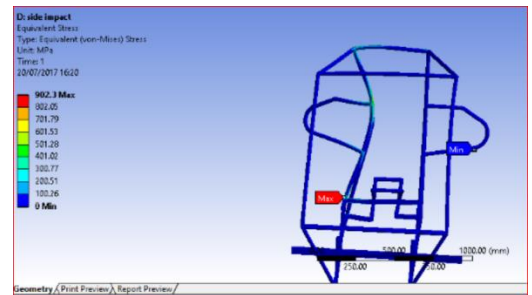 D: side impact
Equivalent Stress
Type: Equivalent (von-Mises) Stress
Unit: MPa
Time: 1
20/07/2017 16:20
902.3 Max
802.05
701.79
601.53
501.28
401.02
300.77
200.51
100.26
0 Min
Min
Max
500.00
1000.00 (mm)
250.00
750.00
Geometry / Print Preview \ Report Preview /